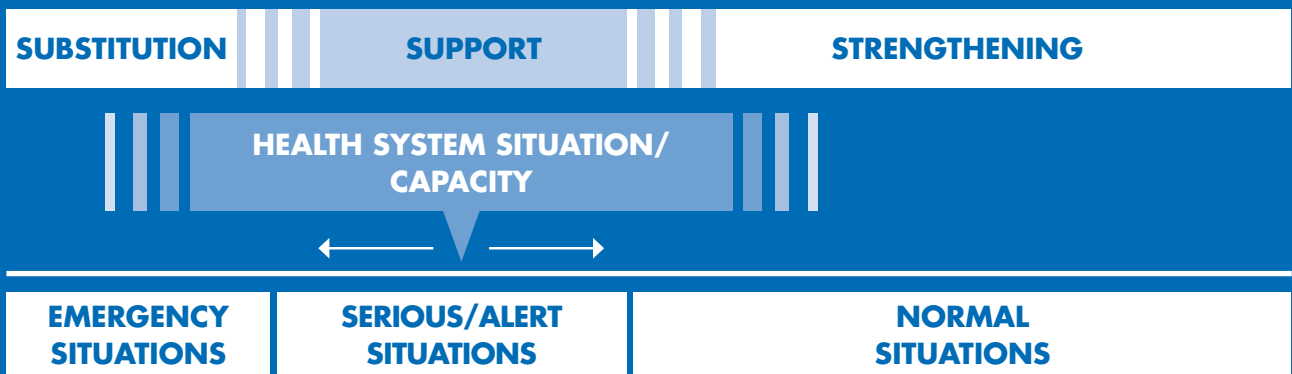 SUBSTITUTION
SUPPORT
STRENGTHENING
HEALTH SYSTEM SITUATION/
CAPACITY
EMERGENCY
SITUATIONS
SERIOUS/ALERT
SITUATIONS
NORMAL
SITUATIONS